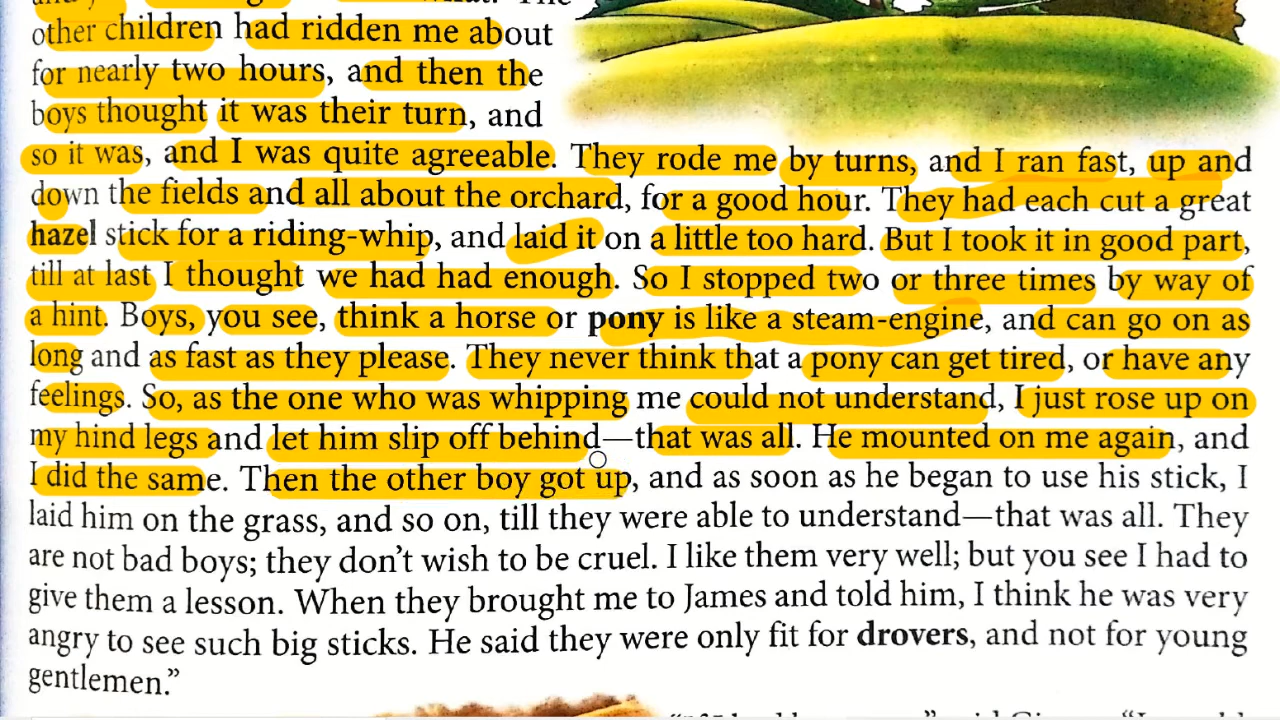 other children had ridden me about
for nearly two hours, and then the
boys thought it was their turn, and
so it was, and I was quite agreeable. They rode me by turns, and I ran fast, up and
down the fields and all about the orchard, for a good hour. They had each cut a great
hazel stick for a riding-whip, and laid it on a little too hard. But I took it in good part,
till at last I thought we had had enough. So I stopped two or three times by way of
a hint. Boys, you see, think a horse or pony is like a steam-engine, and can go on as
long and as fast as they please. They never think that a pony can get tired, or have any
feelings. So, as the one who was whipping me could not understand, I just rose up on
my hind legs and let him slip off behind—that was all. He mounted on me again, and
I did the same. Then the other boy got up, and as soon as he began to use his stick, I
laid him on the grass, and so on, till they were able to understand—that was all. They
are not bad boys; they don't wish to be cruel. I like them very well; but you see I had to
give them a lesson. When they brought me to James and told him, I think he was very
angry to see such big sticks. He said they were only fit for drovers, and not for young
gentlemen.”